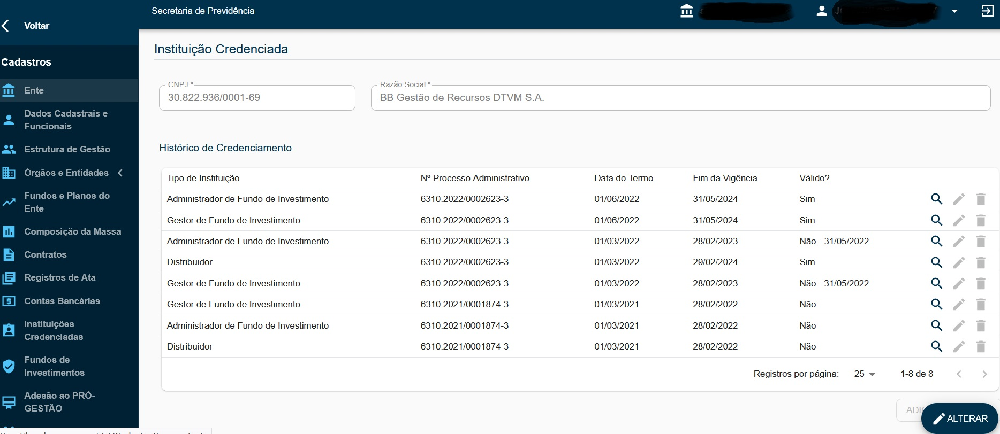 Secretaria de Previdência
Voltar
Cadastros
Ente
Dados Cadastrais e
Funcionais
Estrutura de Gestão
Órgãos e Entidades
Fundos e Planos do
Ente
Composição da Massa
Contratos
Registros de Ata
Contas Bancárias
Instituições
Credenciadas
Fundos de
Investimentos
Adesão ao PRÓ-
GESTÃO
Instituição Credenciada
CNPJ *
30.822.936/0001-69
Razão Social *
BB Gestão de Recursos DTVM S.A.
Histórico de Credenciamento
Tipo de Instituição Nº Processo Administrativo Data do Termo Fim da Vigência Válido?
Administrador de Fundo de Investimento 6310.2022/0002623-3 01/06/2022 31/05/2024 Sim
Gestor de Fundo de Investimento 6310.2022/0002623-3 01/06/2022 31/05/2024 Sim
Administrador de Fundo de Investimento 6310.2022/0002623-3 01/03/2022 28/02/2023 Não - 31/05/2022
Distribuidor 6310.2022/0002623-3 01/03/2022 29/02/2024 Sim
Gestor de Fundo de Investimento 6310.2022/0002623-3 01/03/2022 28/02/2023 Não - 31/05/2022
Gestor de Fundo de Investimento 6310.2021/0001874-3 01/03/2021 28/02/2022 Não
Administrador de Fundo de Investimento 6310.2021/0001874-3 01/03/2021 28/02/2022 Não
Distribuidor 6310.2021/0001874-3 01/03/2021 28/02/2022 Não
Registros por página: 25 1-8 de 8
ALTERAR